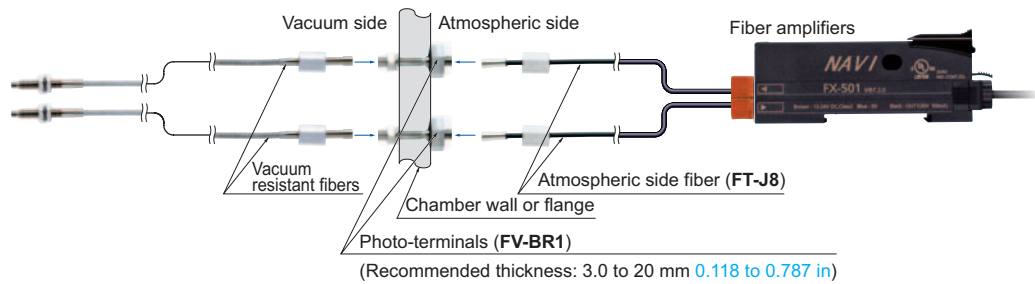 Vacuum side
Atmospheric side
Fiber amplifiers
NAVI
FX-501
Vacuum
resistant fibers
Atmospheric side fiber (FT-J8)
Chamber wall or flange
Photo-terminals (FV-BR1)
(Recommended thickness: 3.0 to 20 mm 0.118 to 0.787 in)